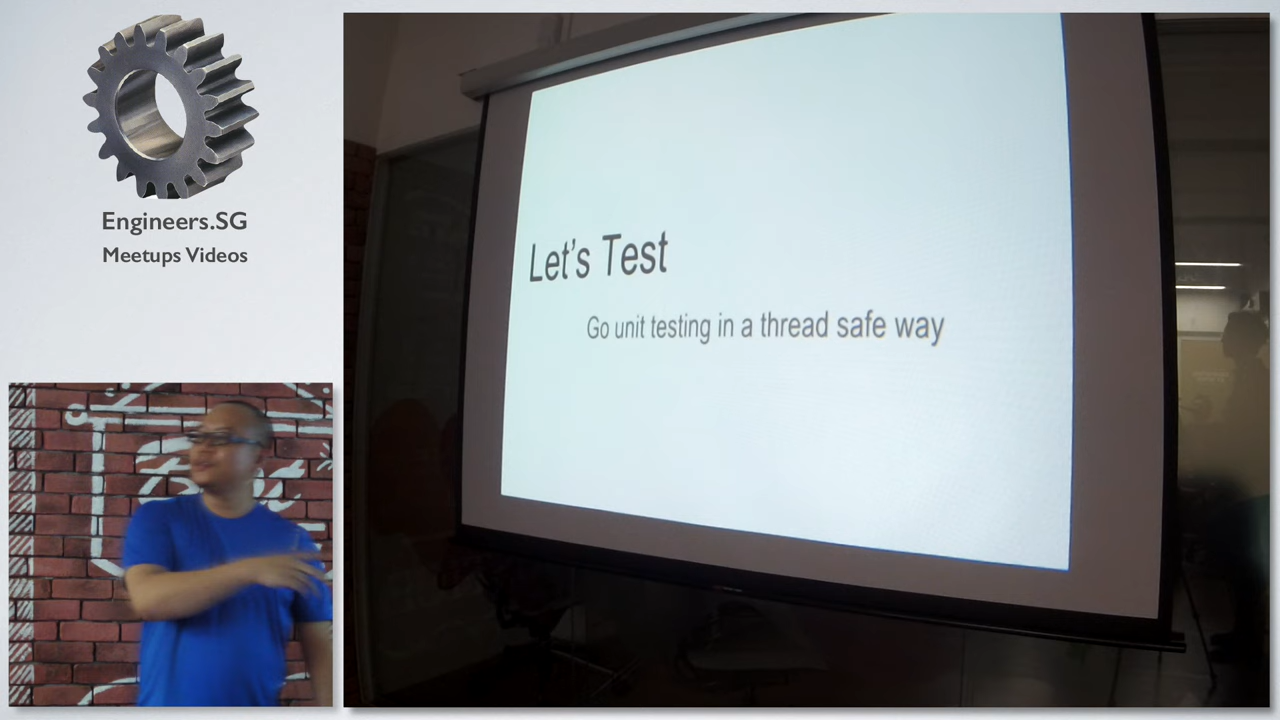 Engineers.SG
Meetups Videos
Let's Test
Go unit testing in a thread safe way